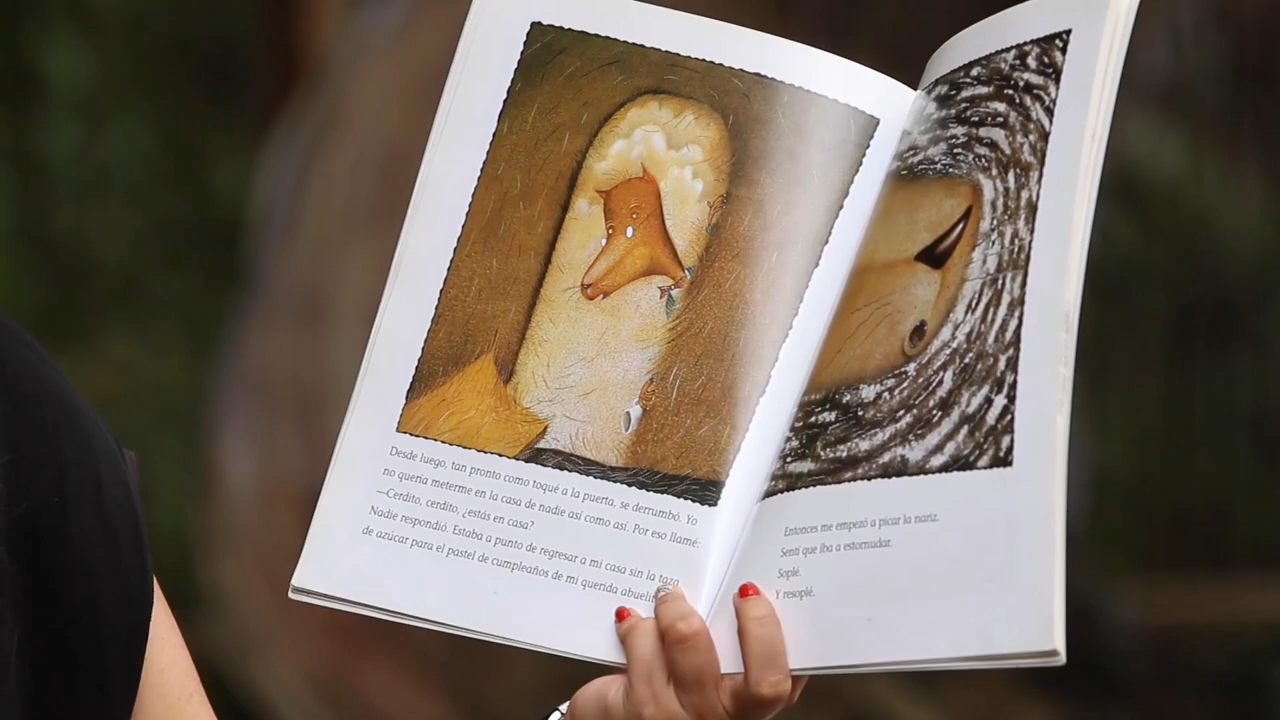 Desde luego, tan pronto como toqué a la puerta, se derrumbó. Yo
no quería meterme en la casa de nadie así como así. Por eso llamé:
—Cerdito, cerdito, ¿estás en casa?
Nadie respondió. Estaba a punto de regresar a mi casa sin la taza
de azúcar para el pastel de cumpleaños de mi querida
Entonces me empezó a picar la nariz.
Sentí que iba a estornudar.
Soplé.
Y resoplé.